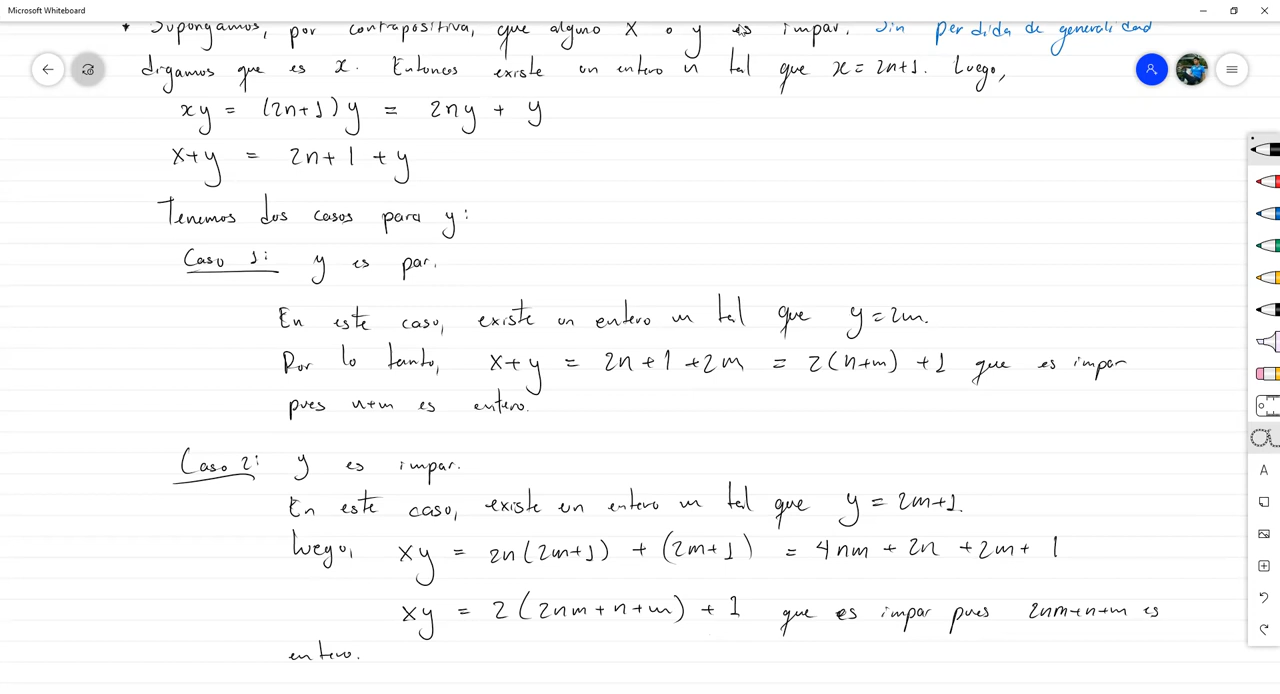 Microsoft Whiteboard
• Supongamos, por contrapositiva, que alguno x o y es impar. Sin perdida de generalidad
digamos que es x. Entonces existe un entero n tal que x = 2n+1. Luego,
xy = (2n+1)y = 2ny + y
x+y = 2n+1+y
Tenemos dos casos para y:
Caso 1: y es par.
En este caso, existe un entero m tal que y = 2m.
Por lo tanto, x+y = 2n+1+2m = 2(n+m)+1 que es impar
pues n+m es entero.
Caso 2: y es impar.
En este caso, existe un entero m tal que y = 2m+1.
Luego, xy = 2n(2m+1) + (2m+1) = 4nm + 2n + 2m + 1
xy = 2(2nm+n+m) + 1 que es impar pues 2nm+n+m es
entero.
A